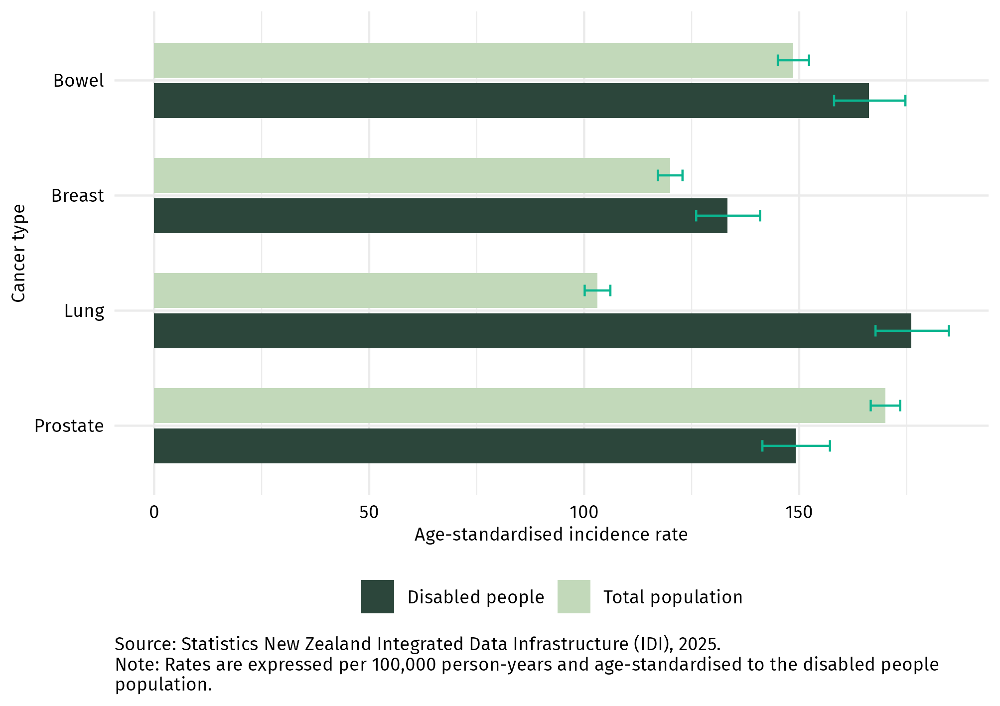 Bowel
Breast
Lung
Prostate
Cancer type
0 50 100 150
Age-standardised incidence rate
Disabled people Total population
Source: Statistics New Zealand Integrated Data Infrastructure (IDI), 2025.
Note: Rates are expressed per 100,000 person-years and age-standardised to the disabled people
population.